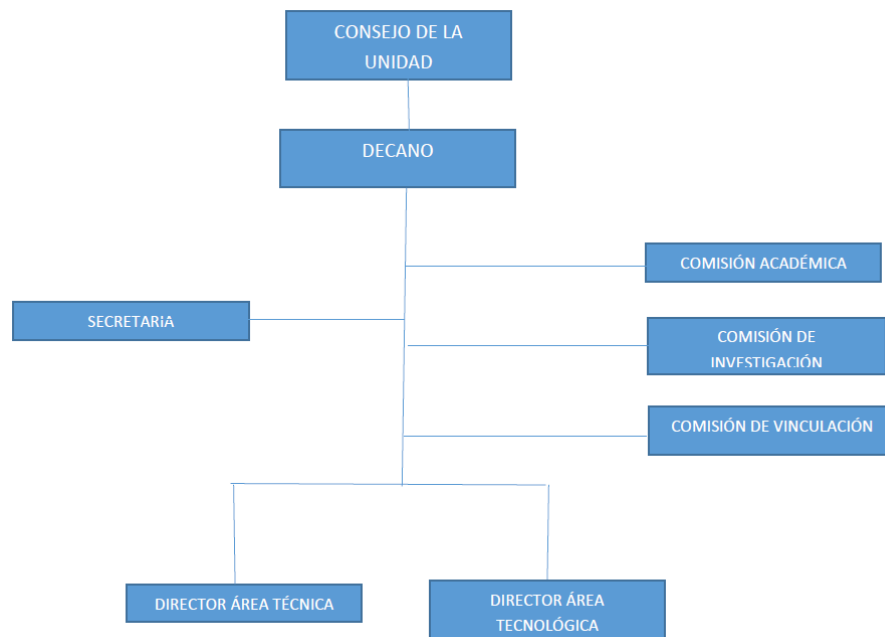 CONSEJO DE LA
UNIDAD
DECANO
COMISIÓN ACADÉMICA
SECRETARiA
COMISIÓN DE
INVESTIGACIÓN
COMISIÓN DE VINCULACIÓN
DIRECTOR ÁREA TÉCNICA
DIRECTOR ÁREA
TECNOLÓGICA